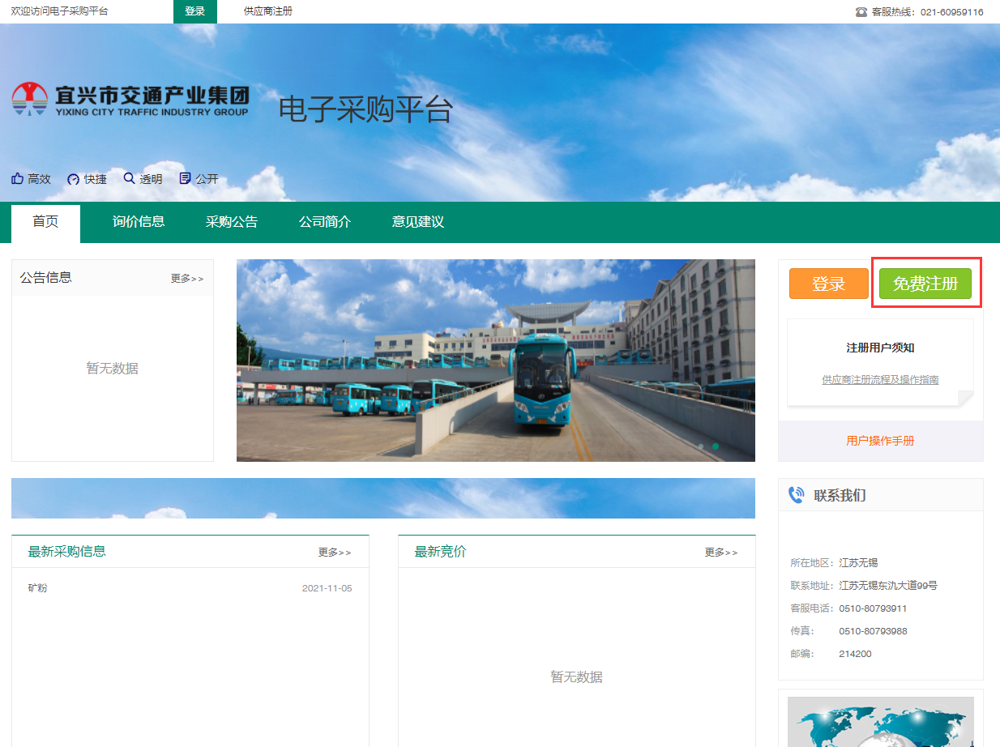 欢迎访问电子采购平台
登录
供应商注册
客服热线：021-60959116
宜兴市交通产业集团
YIXING CITY TRAFFIC INDUSTRY GROUP
电子采购平台
高效 快捷 透明 公开
首页 询价信息 采购公告 公司简介 意见建议
公告信息 更多>>
暂无数据
登录 免费注册
注册用户须知
供应商注册流程及操作指南
用户操作手册
联系我们
所在地区：江苏无锡
联系地址：江苏无锡东氿大道99号
客服电话：0510-80793911
传真：0510-80793988
邮编：214200
最新采购信息 更多>>
矿粉 2021-11-05
最新竞价 更多>>
暂无数据